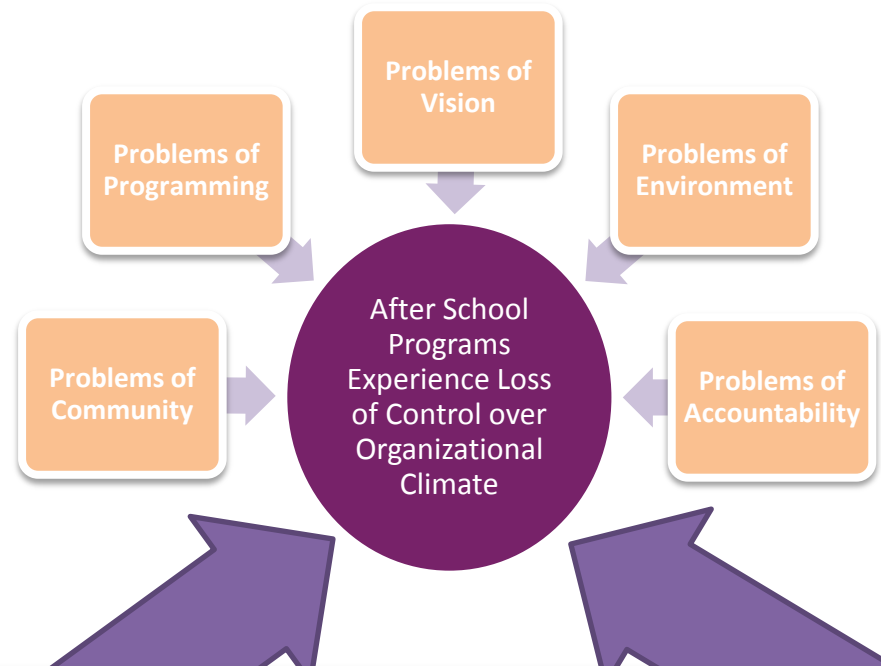 Problems of
Vision
Problems of
Programming
Problems of
Environment
Problems of
Community
After School
Programs
Experience Loss
of Control over
Organizational
Climate
Problems of
Accountability